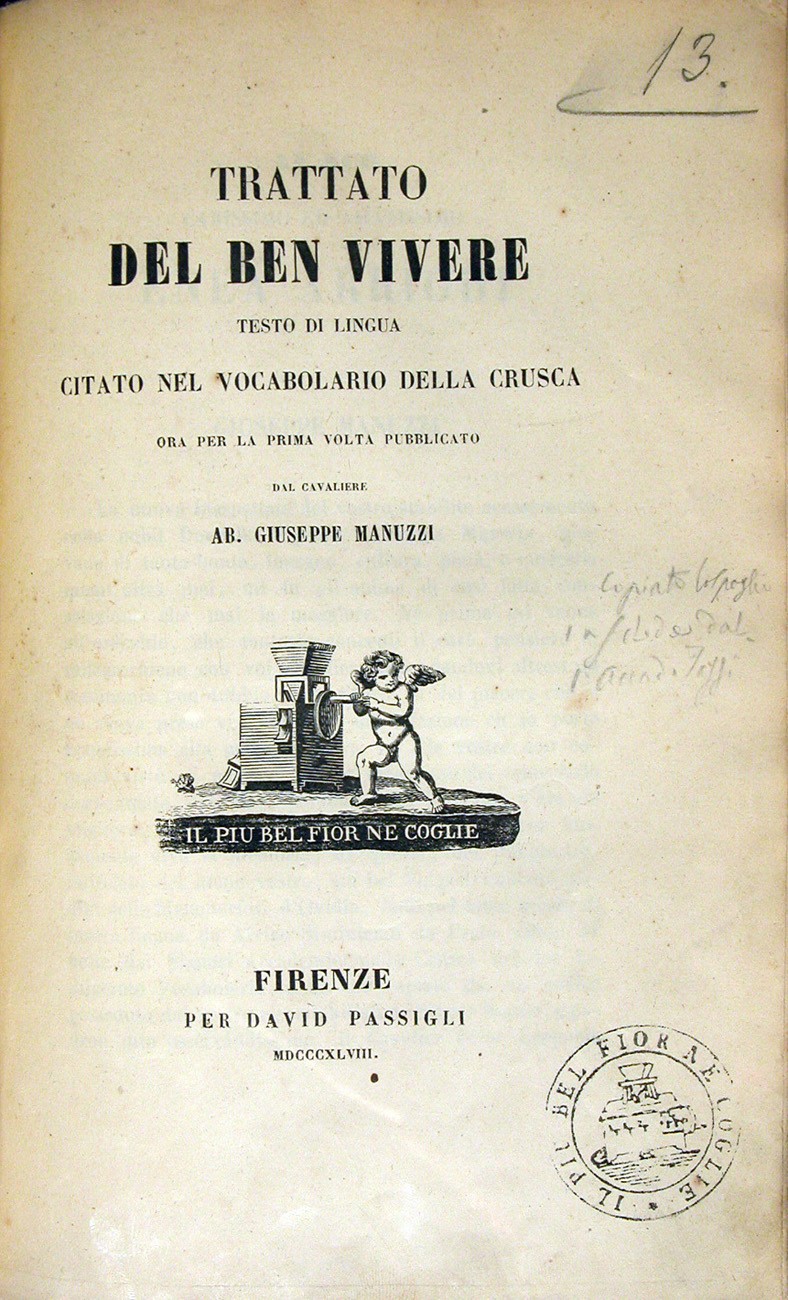 13.
TRATTATO
DEL BEN VIVERE
TESTO DI LINGUA
CITATO NEL VOCABOLARIO DELLA CRUSCA
ORA PER LA PRIMA VOLTA PUBBLICATO
DAL CAVALIERE
AB. GIUSEPPE MANUZZI
IL PIU BEL FIOR NE COGLIE
FIRENZE
PER DAVID PASSIGLI
MDCCCXLVIII.
IL PIU BEL FIOR NE COGLIE *